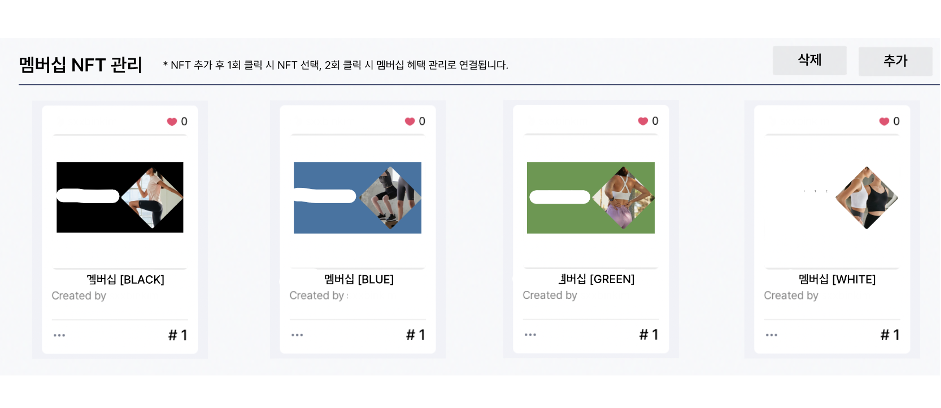 멤버십 NFT 관리
* NFT 추가 후 1회 클릭 시 NFT 선택, 2회 클릭 시 멤버십 혜택 관리로 연결됩니다.
삭제
추가
0
0
0
0
멤버십 [BLACK]
멤버십 [BLUE]
[GREEN]
멤버십 [WHITE]
Created by
Created by :
Created by
Created by
... # 1
... # 1
... # 1
... # 1